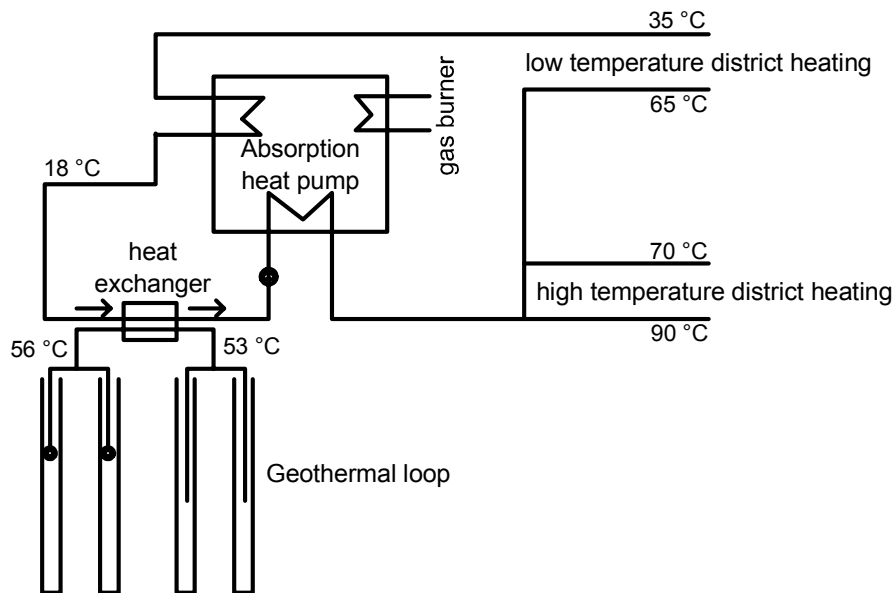 35 °C
low temperature district heating
65 °C
gas burner
Absorption
heat pump
18 °C
heat
exchanger
70 °C
high temperature district heating
90 °C
56 °C
53 °C
Geothermal loop